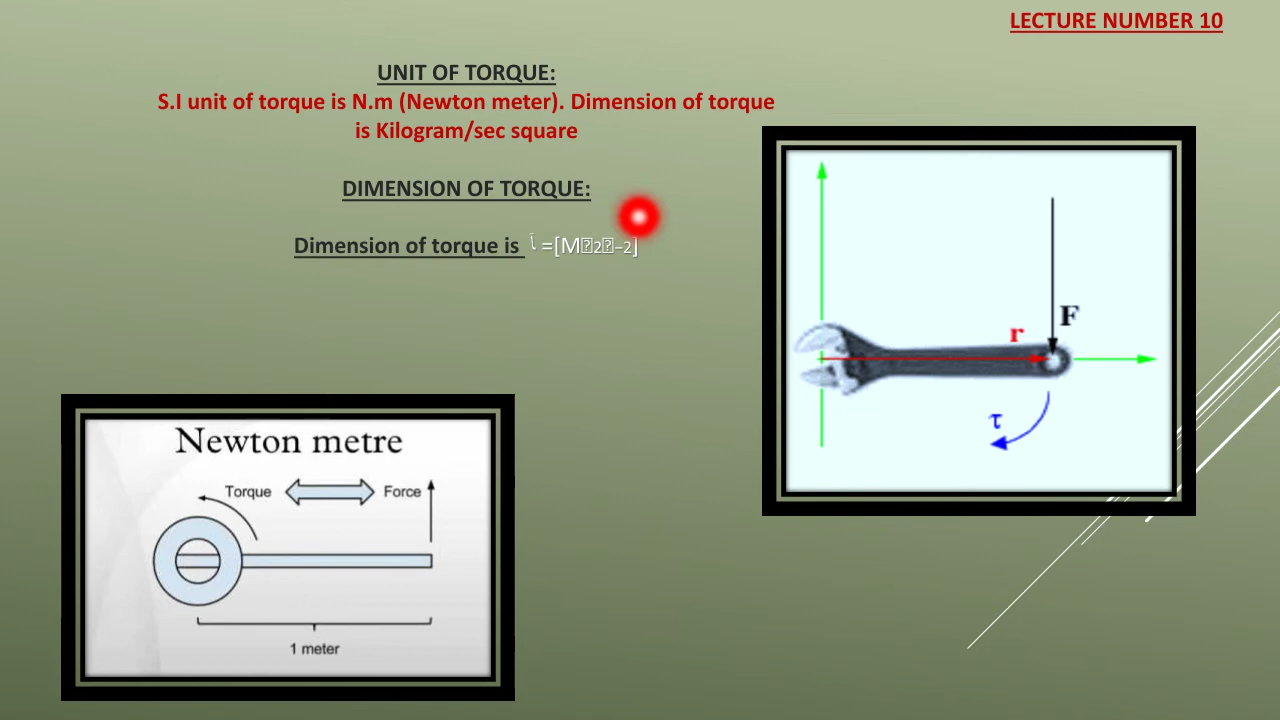 LECTURE NUMBER 10
UNIT OF TORQUE:
S.I unit of torque is N.m (Newton meter). Dimension of torque
is Kilogram/sec square
DIMENSION OF TORQUE:
Dimension of torque is =[M⍰2⍰−2]
F
r
τ
Newton metre
Torque Force
1 meter